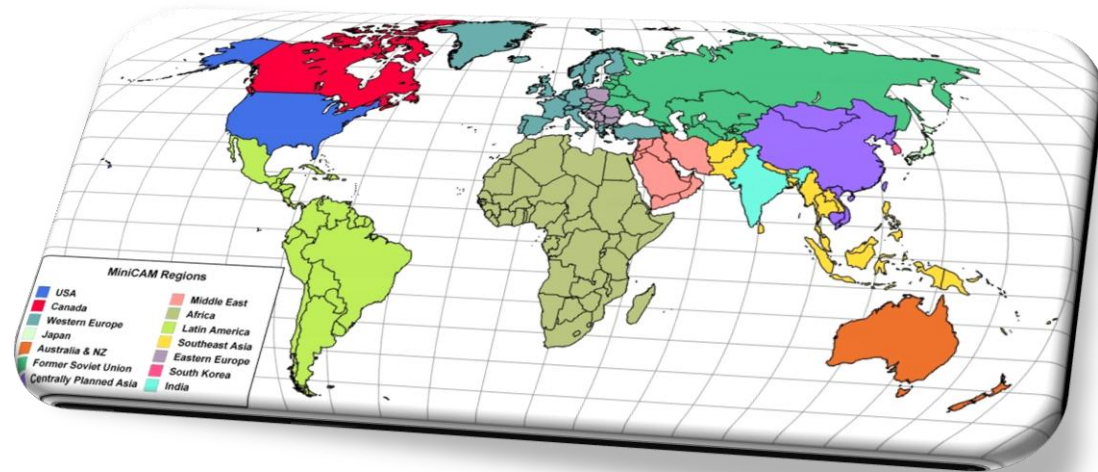 MiniCAM Regions
USA
Canada
Western Europe
Japan
Australia & NZ
Former Soviet Union
Centrally Planned Asia
Middle East
Africa
Latin America
Southeast Asia
Eastern Europe
South Korea
India